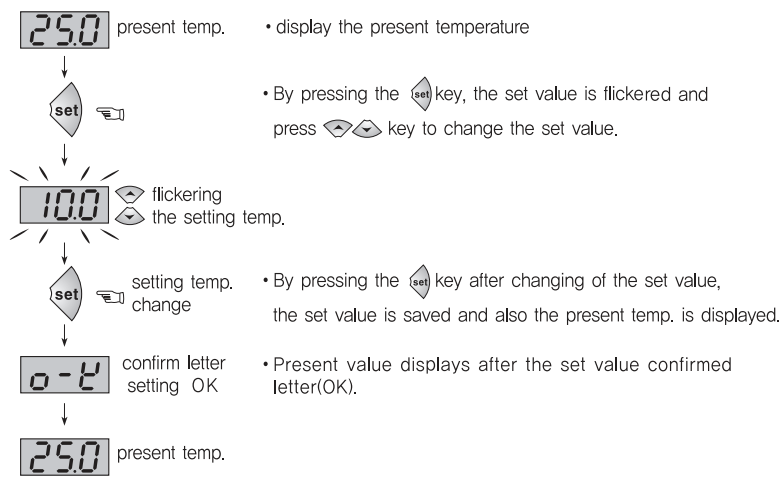 25.0 present temp. • display the present temperature
set • By pressing the set key, the set value is flickered and
press key to change the set value.
10.0 flickering
the setting temp.
set setting temp. change • By pressing the set key after changing of the set value,
the set value is saved and also the present temp. is displayed.
o-k confirm letter setting OK • Present value displays after the set value confirmed
letter(OK).
25.0 present temp.